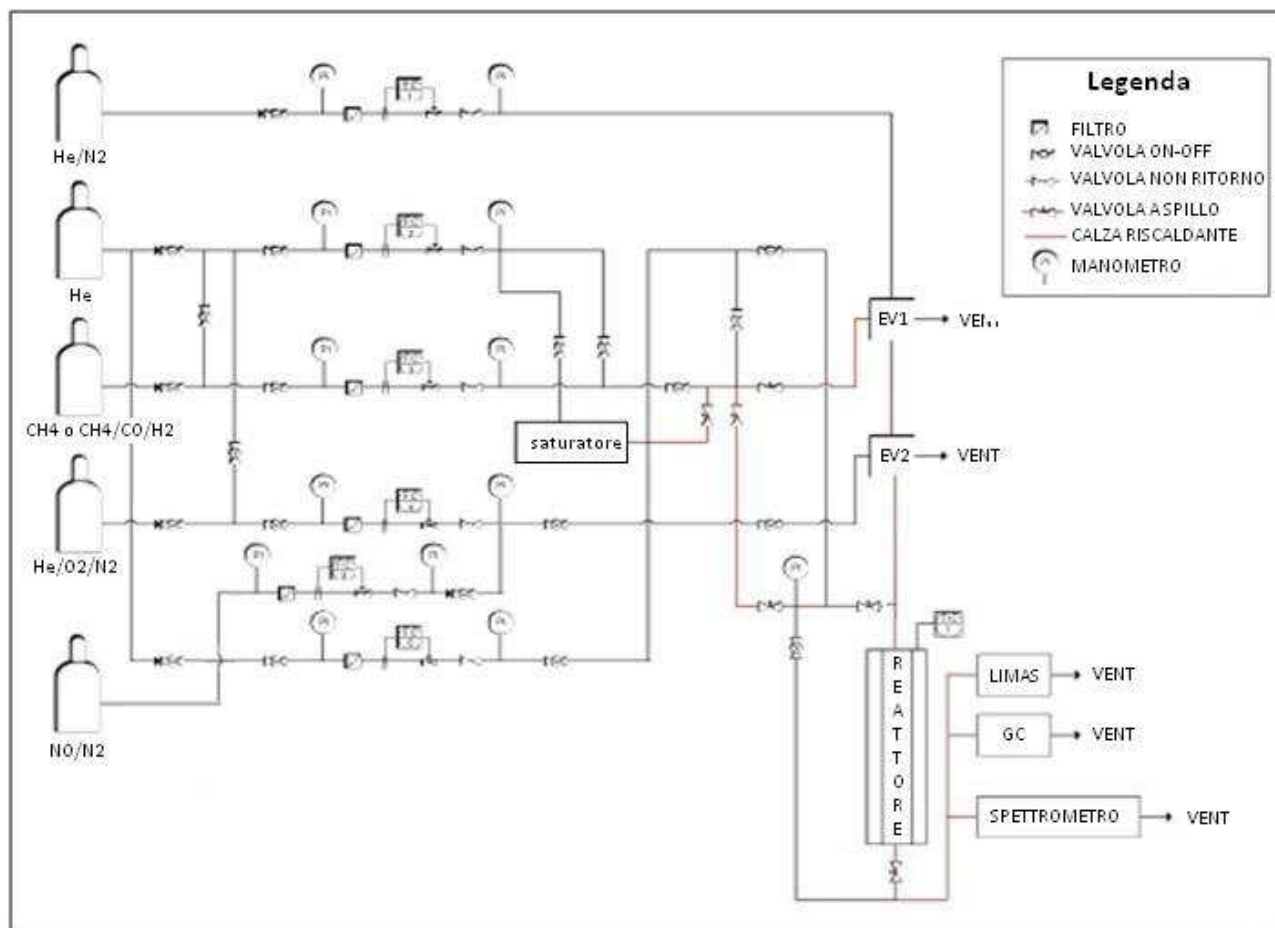 Legenda
FILTRO
VALVOLA ON-OFF
VALVOLA NON RITORNO
VALVOLA A SPILLO
CALZA RISCALDANTE
MANOMETRO
He/N2
He
CH4 o CH4/CO/H2
He/O2/N2
NO/N2
saturatore
EV1
VENT
EV2
VENT
REATTORE
LIMAS
VENT
GC
VENT
SPETTROMETRO
VENT